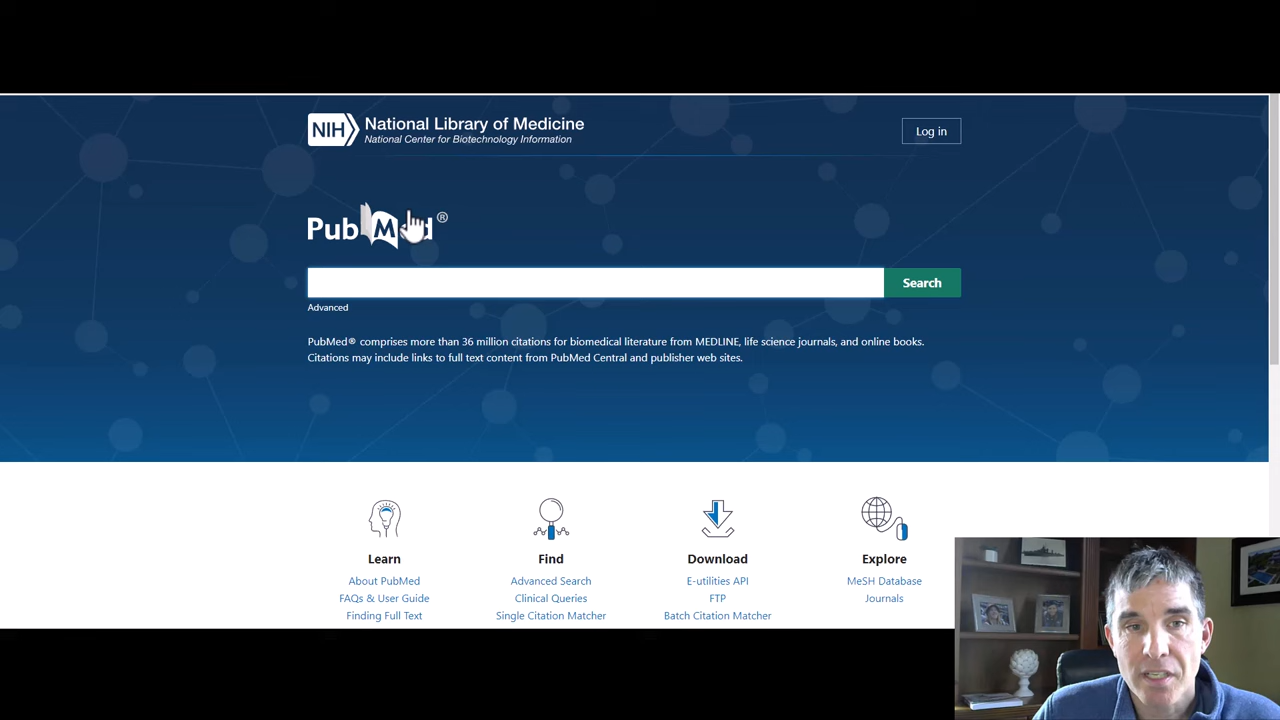 NIH National Library of Medicine
National Center for Biotechnology Information
Log in
PubMed®
Search
Advanced
PubMed® comprises more than 36 million citations for biomedical literature from MEDLINE, life science journals, and online books.
Citations may include links to full text content from PubMed Central and publisher web sites.
Learn
Find
Download
Explore
About PubMed
Advanced Search
E-utilities API
MeSH Database
FAQs & User Guide
Clinical Queries
FTP
Journals
Finding Full Text
Single Citation Matcher
Batch Citation Matcher